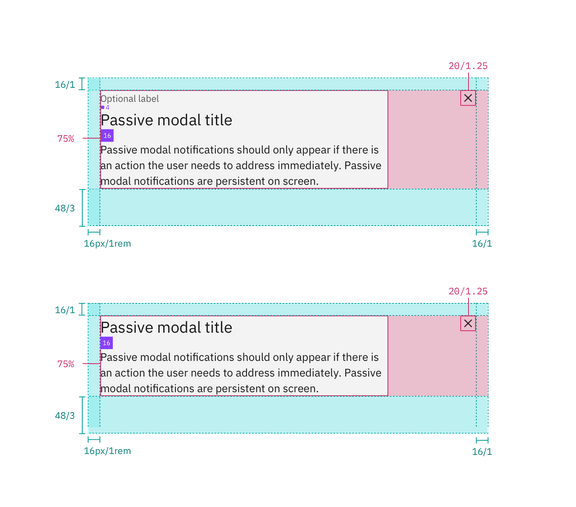 20/1.25
16/1
Optional label
4
Passive modal title
16
75%
Passive modal notifications should only appear if there is
an action the user needs to address immediately. Passive
modal notifications are persistent on screen.
48/3
16px/1rem
16/1
20/1.25
16/1
Passive modal title
16
75%
Passive modal notifications should only appear if there is
an action the user needs to address immediately. Passive
modal notifications are persistent on screen.
48/3
16px/1rem
16/1